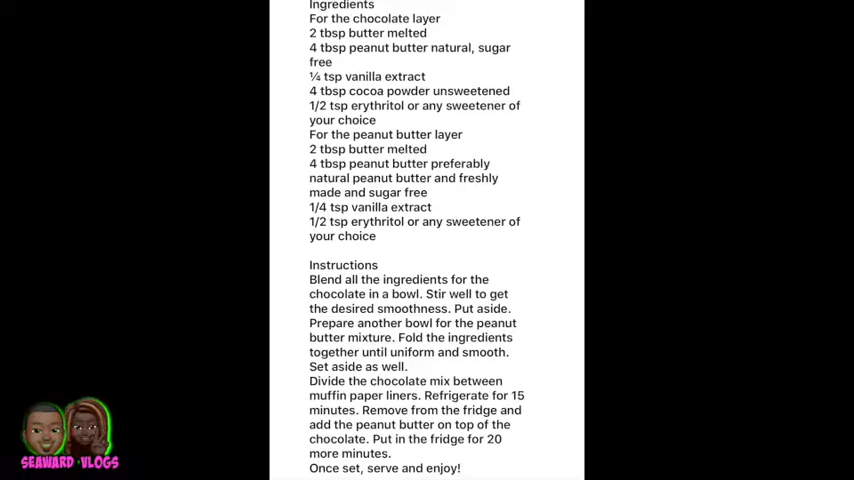 Ingredients
For the chocolate layer
2 tbsp butter melted
4 tbsp peanut butter natural, sugar
free
¼ tsp vanilla extract
4 tbsp cocoa powder unsweetened
1/2 tsp erythritol or any sweetener of
your choice
For the peanut butter layer
2 tbsp butter melted
4 tbsp peanut butter preferably
natural peanut butter and freshly
made and sugar free
1/4 tsp vanilla extract
1/2 tsp erythritol or any sweetener of
your choice
Instructions
Blend all the ingredients for the
chocolate in a bowl. Stir well to get
the desired smoothness. Put aside.
Prepare another bowl for the peanut
butter mixture. Fold the ingredients
together until uniform and smooth.
Set aside as well.
Divide the chocolate mix between
muffin paper liners. Refrigerate for 15
minutes. Remove from the fridge and
add the peanut butter on top of the
chocolate. Put in the fridge for 20
more minutes.
Once set, serve and enjoy!
SEAWARD VLOGS